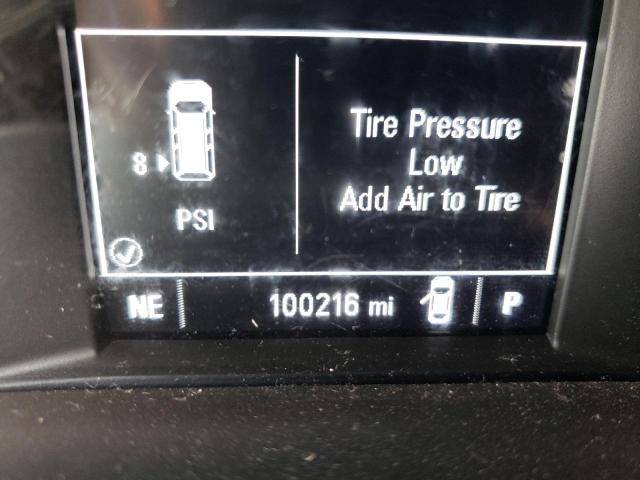 Tire Pressure
Low
Add Air to Tire
8
PSI
NE 100216 mi P